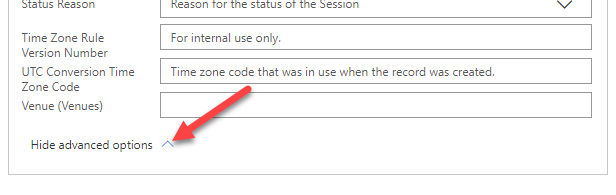 Status Reason
Reason for the status of the Session
Time Zone Rule
Version Number
For internal use only.
UTC Conversion Time
Zone Code
Time zone code that was in use when the record was created.
Venue (Venues)
Hide advanced options